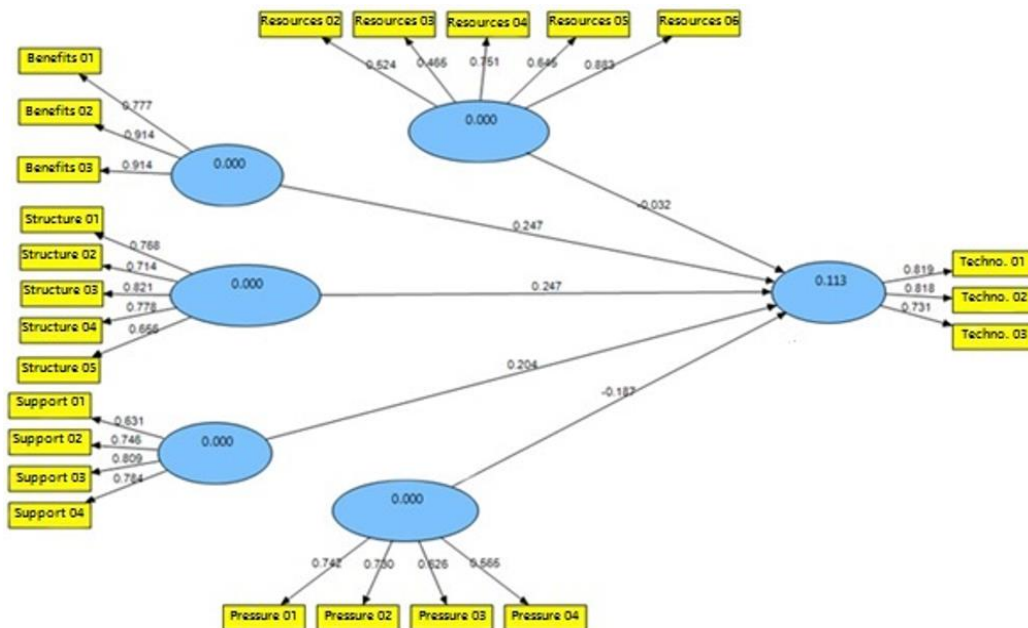 Resources 02
Resources 03
Resources 04
Resources 05
Resources 06
0.524
0.466
0.751
0.645
0.883
0.000
Benefits 01
Benefits 02
Benefits 03
0.777
0.914
0.914
0.000
-0.032
0.247
Structure 01
Structure 02
Structure 03
Structure 04
Structure 05
0.768
0.714
0.821
0.778
0.666
0.000
0.247
0.113
0.819
0.818
0.731
Techno. 01
Techno. 02
Techno. 03
Support 01
Support 02
Support 03
Support 04
0.631
0.746
0.809
0.784
0.000
0.204
-0.187
0.000
0.742
0.730
0.626
0.566
Pressure 01
Pressure 02
Pressure 03
Pressure 04